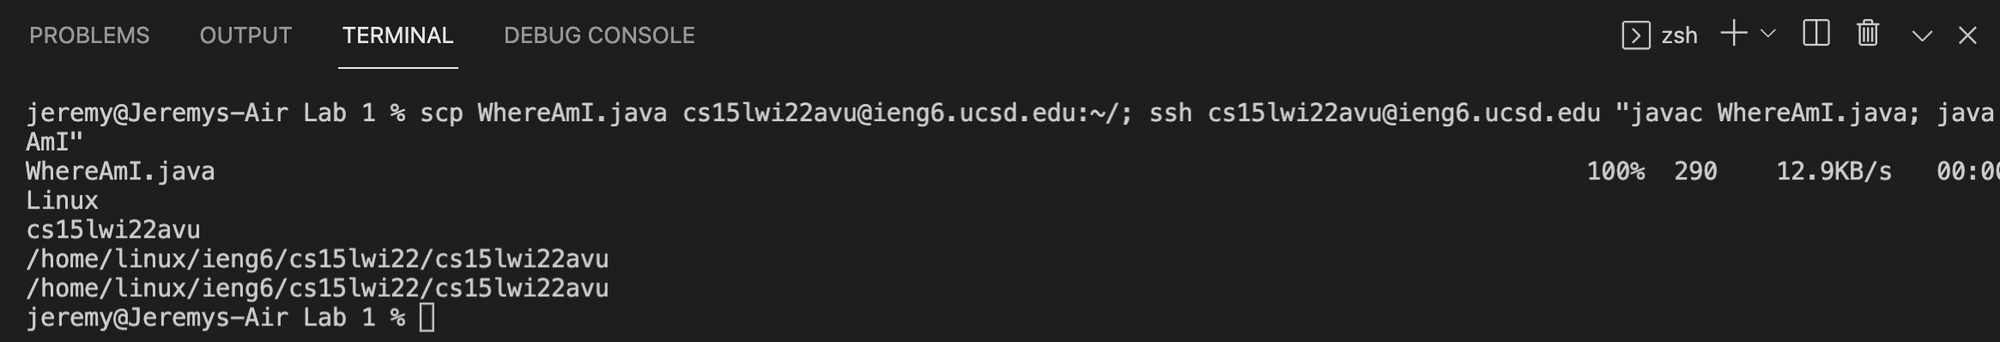 PROBLEMS OUTPUT TERMINAL DEBUG CONSOLE zsh
jeremy@Jeremys-Air Lab 1 % scp WhereAmI.java cs15lwi22avu@ieng6.ucsd.edu:~/; ssh cs15lwi22avu@ieng6.ucsd.edu "javac WhereAmI.java; java
AmI"
WhereAmI.java 100% 290 12.9KB/s 00:00
Linux
cs15lwi22avu
/home/linux/ieng6/cs15lwi22/cs15lwi22avu
/home/linux/ieng6/cs15lwi22/cs15lwi22avu
jeremy@Jeremys-Air Lab 1 %